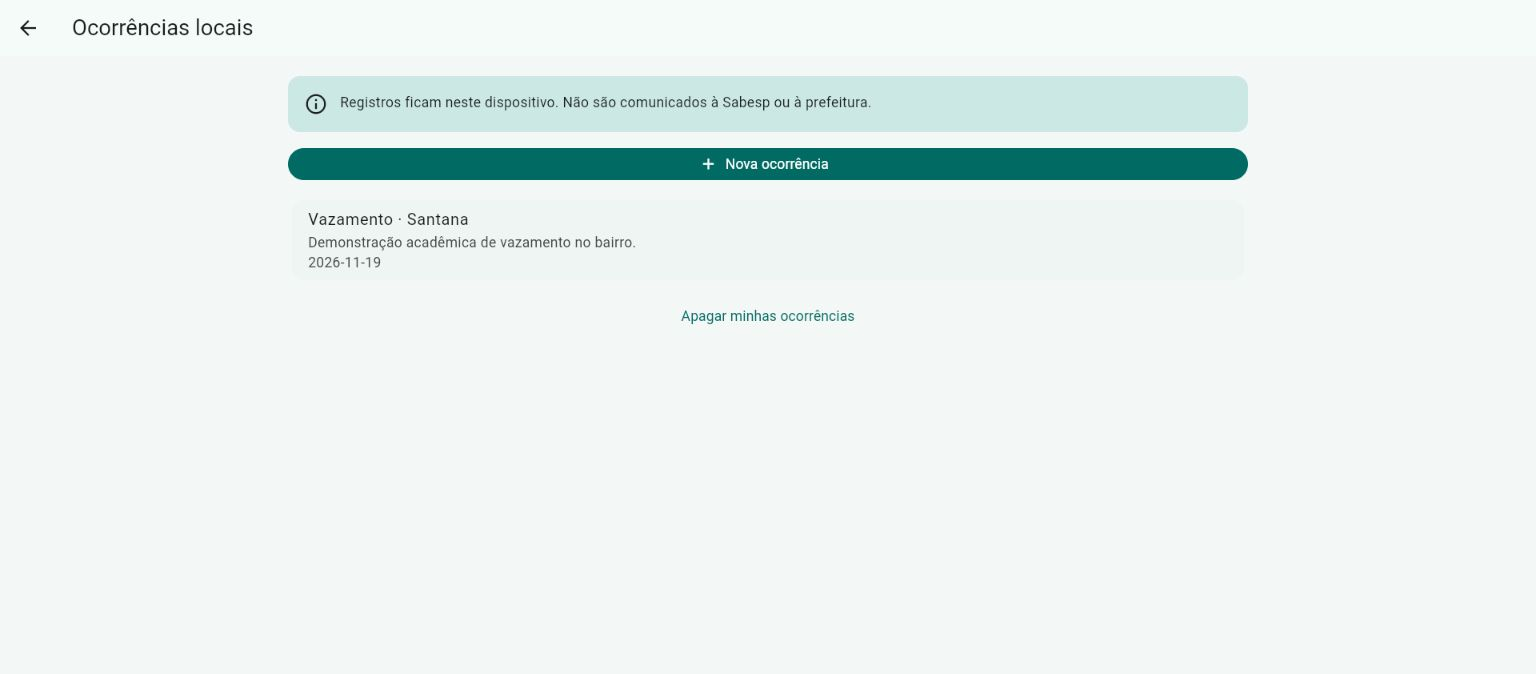 Ocorrências locais
Registros ficam neste dispositivo. Não são comunicados à Sabesp ou à prefeitura.
+ Nova ocorrência
Vazamento · Santana
Demonstração acadêmica de vazamento no bairro.
2026-11-19
Apagar minhas ocorrências